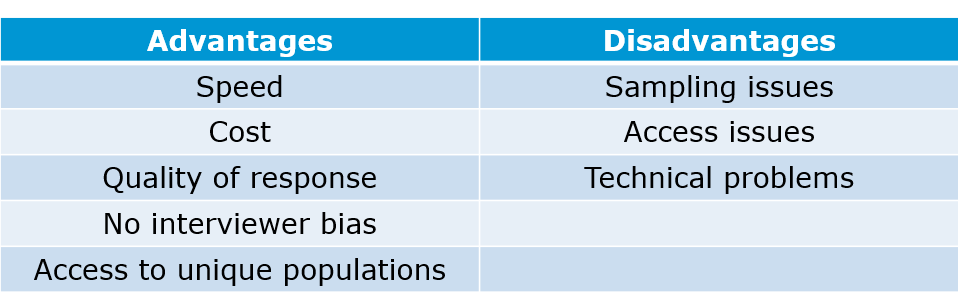 Advantages Disadvantages
Speed Sampling issues
Cost Access issues
Quality of response Technical problems
No interviewer bias
Access to unique populations